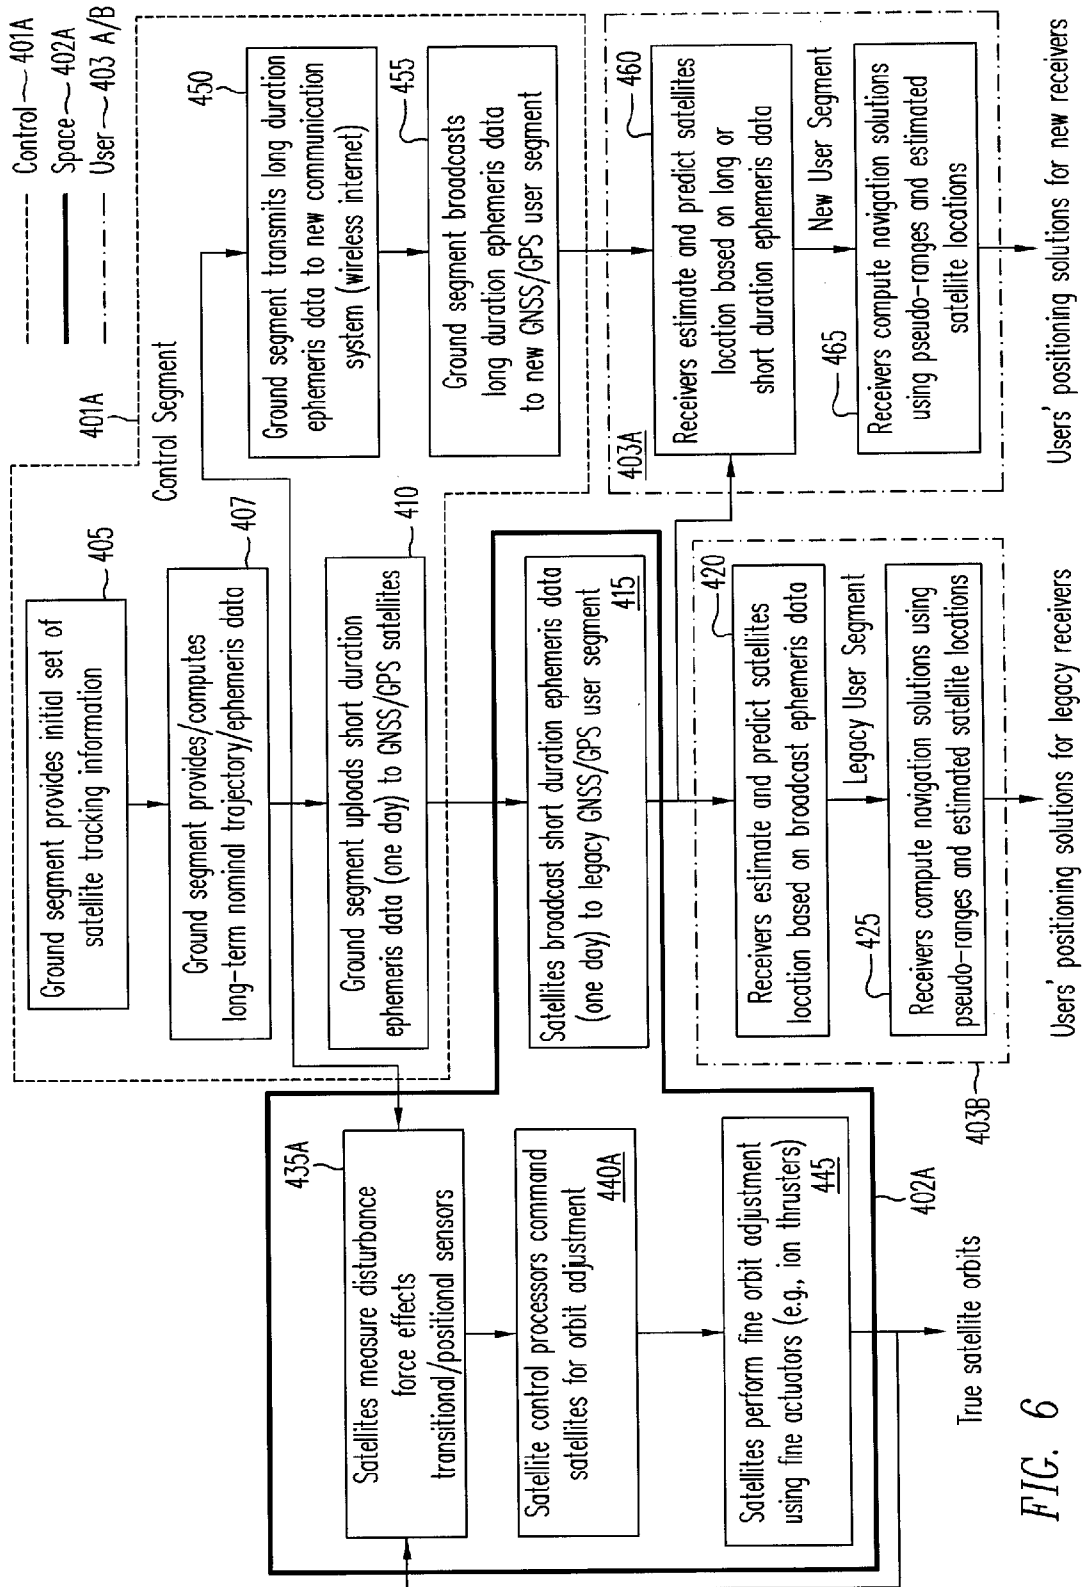 Control 401A
Space 402A
User 403 A/B
401A
Control Segment
Ground segment provides initial set of
satellite tracking information
405
Ground segment provides/computes
long-term nominal trajectory/ephemeris data
407
Ground segment uploads short duration
ephemeris data (one day) to GNSS/GPS satellites
410
Ground segment transmits long duration
ephemeris data to new communication
system (wireless internet)
450
Ground segment broadcasts
long duration ephemeris data
to new GNSS/GPS user segment
455
435A
Satellites measure disturbance
force effects
transitional/positional sensors
Satellite control processors command
satellites for orbit adjustment
440A
Satellites perform fine orbit adjustment
using fine actuators (e.g., ion thrusters)
445
402A
True satellite orbits
Satellites broadcast short duration ephemeris data
(one day) to legacy GNSS/GPS user segment
415
420
Receivers estimate and predict satellites
location based on broadcast ephemeris data
Legacy User Segment
425
Receivers compute navigation solutions using
pseudo-ranges and estimated satellite locations
403B
Users' positioning solutions for legacy receivers
403A
460
Receivers estimate and predict satellites
location based on long or
short duration ephemeris data
New User Segment
465
Receivers compute navigation solutions
using pseudo-ranges and estimated
satellite locations
Users' positioning solutions for new receivers
FIG. 6